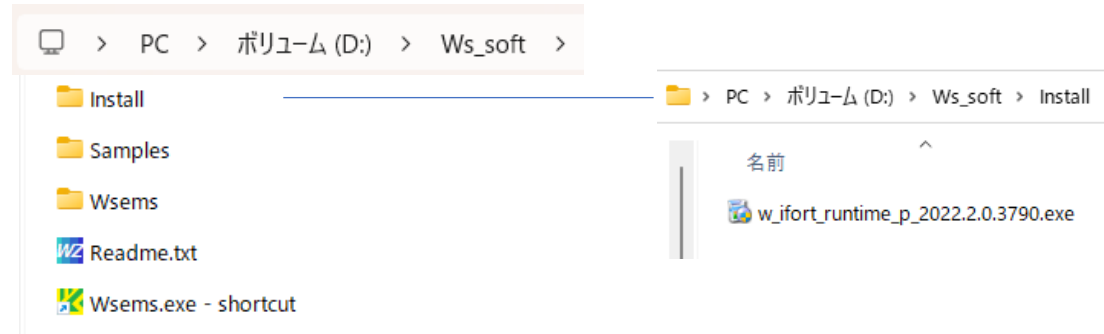 PC > ボリューム (D:) > Ws_soft >
Install
Samples
Wsems
Readme.txt
Wsems.exe - shortcut
> PC > ボリューム (D:) > Ws_soft > Install
名前
w_ifort_runtime_p_2022.2.0.3790.exe